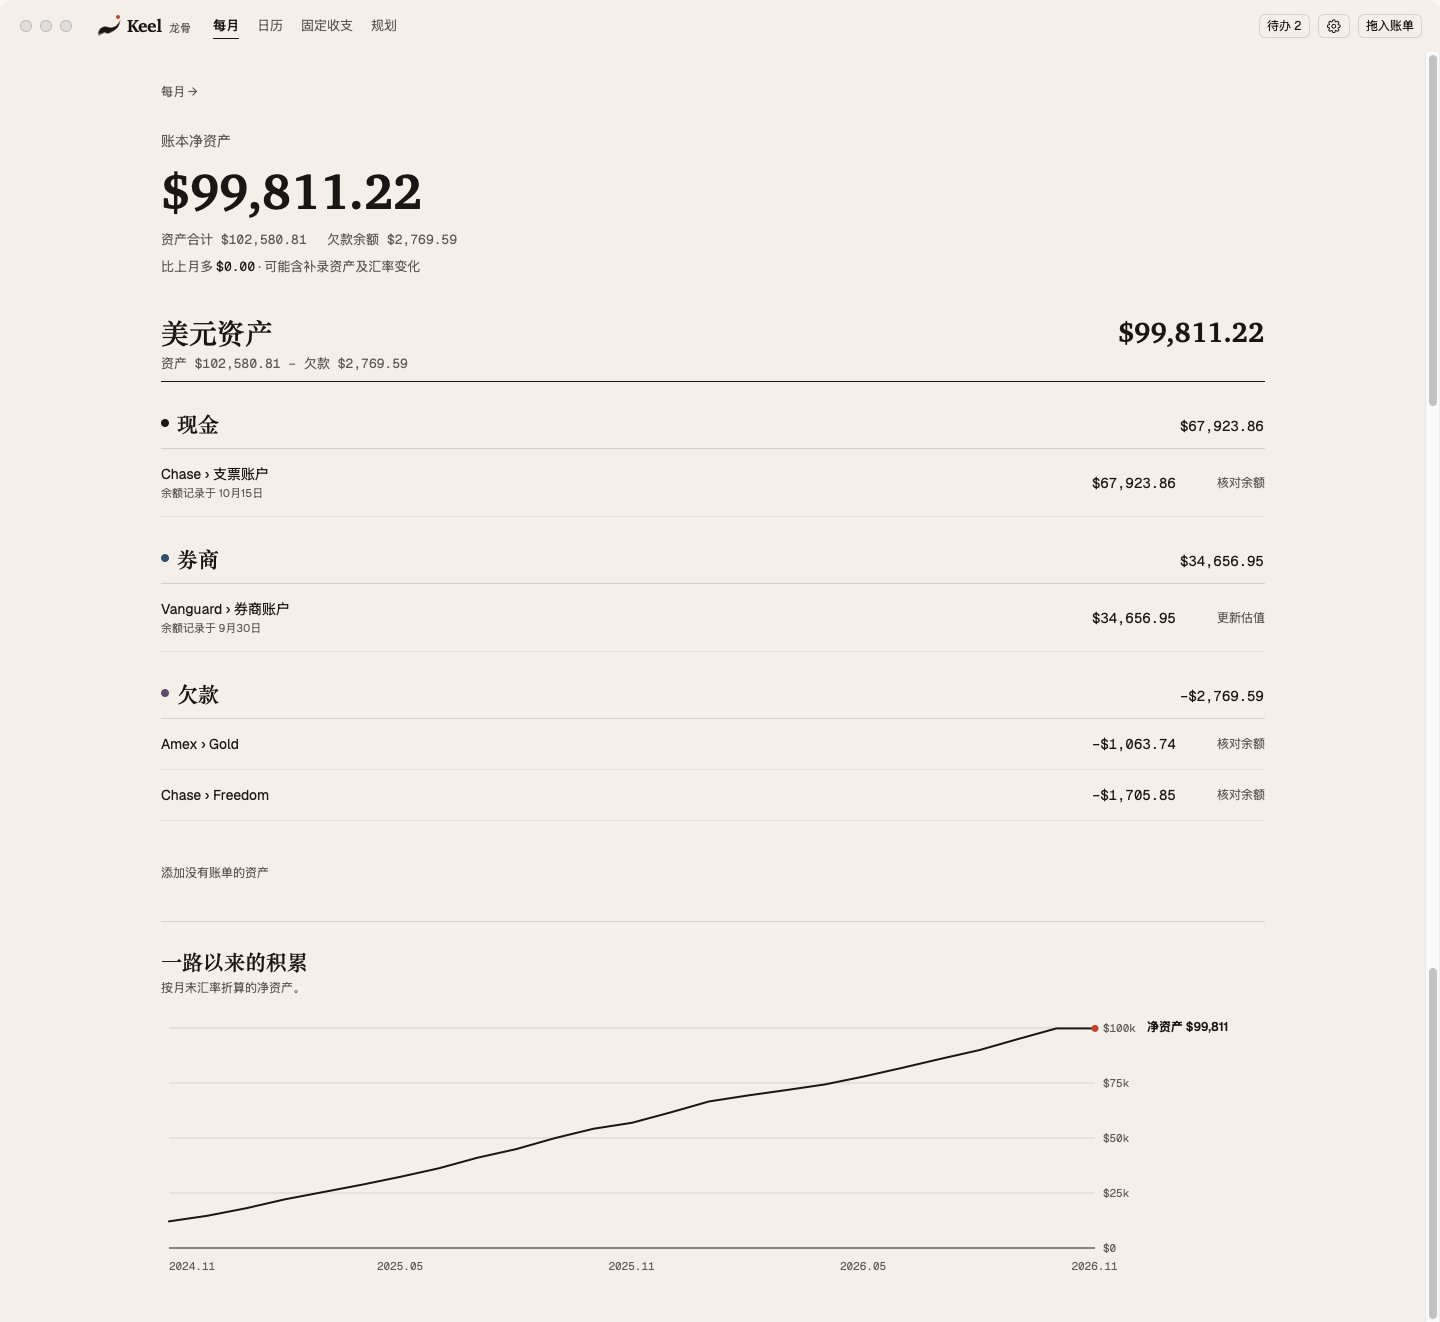 Keel 龙骨 每月 日历 固定收支 规划 待办 2 拖入账单
每月 →
账本净资产
$99,811.22
资产合计 $102,580.81 欠款余额 $2,769.59
比上月多 $0.00 · 可能含补录资产及汇率变化
美元资产 $99,811.22
资产 $102,580.81 − 欠款 $2,769.59
现金 $67,923.86
Chase › 支票账户
余额记录于 10月15日
$67,923.86 核对余额
券商 $34,656.95
Vanguard › 券商账户
余额记录于 9月30日
$34,656.95 更新估值
欠款 −$2,769.59
Amex › Gold −$1,063.74 核对余额
Chase › Freedom −$1,705.85 核对余额
添加没有账单的资产
一路以来的积累
按月末汇率折算的净资产。
$100k 净资产 $99,811
$75k
$50k
$25k
$0
2024.11 2025.05 2025.11 2026.05 2026.11